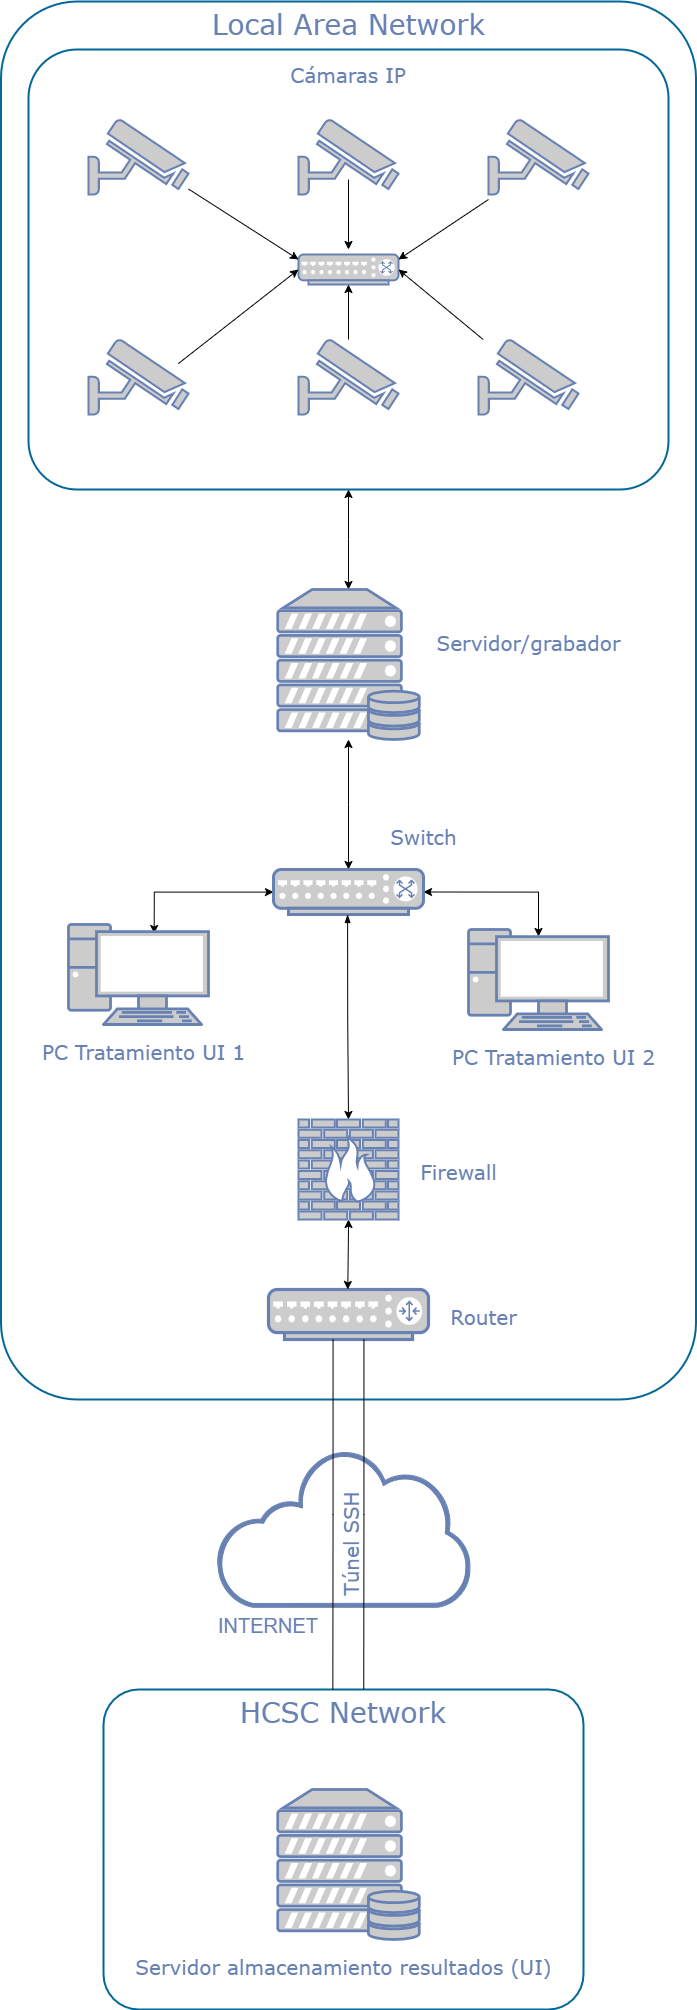 Local Area Network
Cámaras IP
Servidor/grabador
Switch
PC Tratamiento UI 1
PC Tratamiento UI 2
Firewall
Router
Túnel SSH
INTERNET
HCSC Network
Servidor almacenamiento resultados (UI)